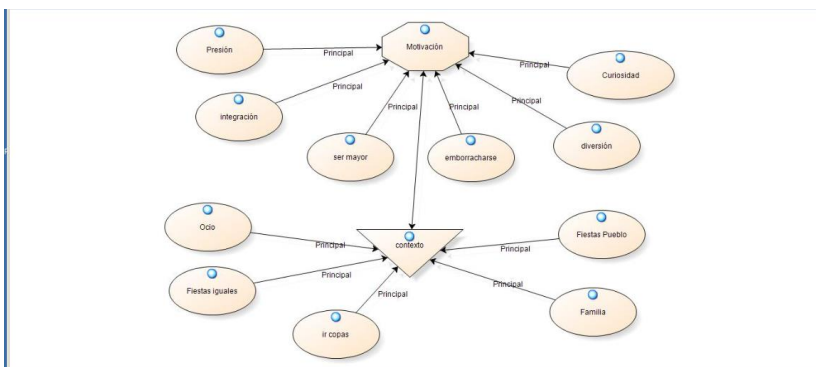 Presión
Motivación
Principal
Curiosidad
Principal
Principal
integración
Principal
Principal
Principal
ser mayor
emborracharse
diversión
Ocio
Fiestas Pueblo
contexto
Principal
Principal
Fiestas iguales
Principal
Principal
Principal
ir copas
Familia